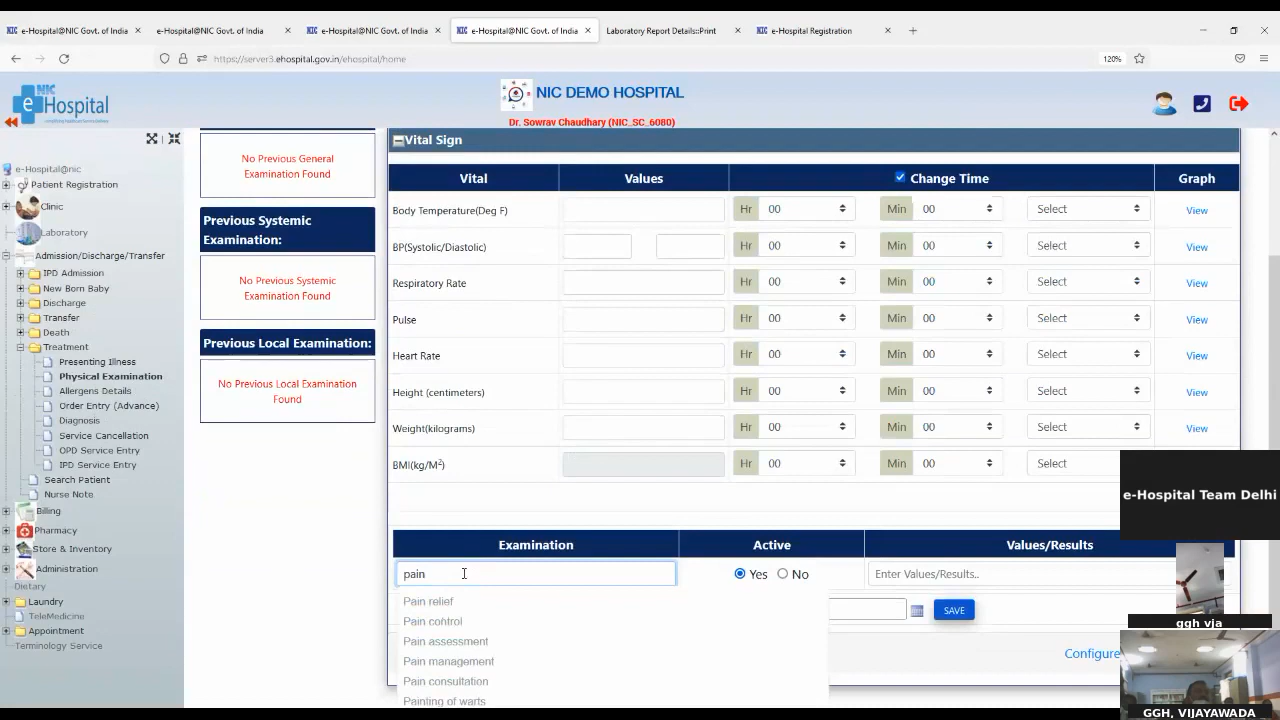 NIC e-Hospital@NIC Govt. of India
e-Hospital@NIC Govt. of India
NIC e-Hospital@NIC Govt. of India
NIC e-Hospital@NIC Govt. of India
Laboratory Report Details::Print
NIC e-Hospital Registration
https://server3.ehospital.gov.in/ehospital/home
120%
NIC
eHospital
NIC DEMO HOSPITAL
Dr. Sowrav Chaudhary (NIC_SC_6080)
e-Hospital@nic
Patient Registration
Clinic
Laboratory
Admission/Discharge/Transfer
IPD Admission
New Born Baby
Discharge
Transfer
Death
Treatment
Presenting Illness
Physical Examination
Allergens Details
Order Entry (Advance)
Diagnosis
Service Cancellation
OPD Service Entry
IPD Service Entry
Search Patient
Nurse Note
Billing
Pharmacy
Store & Inventory
Administration
Dietary
Laundry
TeleMedicine
Appointment
Terminology Service
No Previous General
Examination Found
Previous Systemic
Examination:
No Previous Systemic
Examination Found
Previous Local Examination:
No Previous Local Examination
Found
Vital Sign
Vital Values Change Time Graph
Body Temperature(Deg F) Hr 00 Min 00 Select View
BP(Systolic/Diastolic) Hr 00 Min 00 Select View
Respiratory Rate Hr 00 Min 00 Select View
Pulse Hr 00 Min 00 Select View
Heart Rate Hr 00 Min 00 Select View
Height (centimeters) Hr 00 Min 00 Select View
Weight(kilograms) Hr 00 Min 00 Select View
BMI(kg/M2) Hr 00 Min 00 Select
Examination Active Values/Results
pain Yes No Enter Values/Results..
Pain relief
Pain control
Pain assessment
Pain management
Pain consultation
Painting of warts
SAVE
Configure
e-Hospital Team Delhi
ggh vja
GGH, VIJAYAWADA